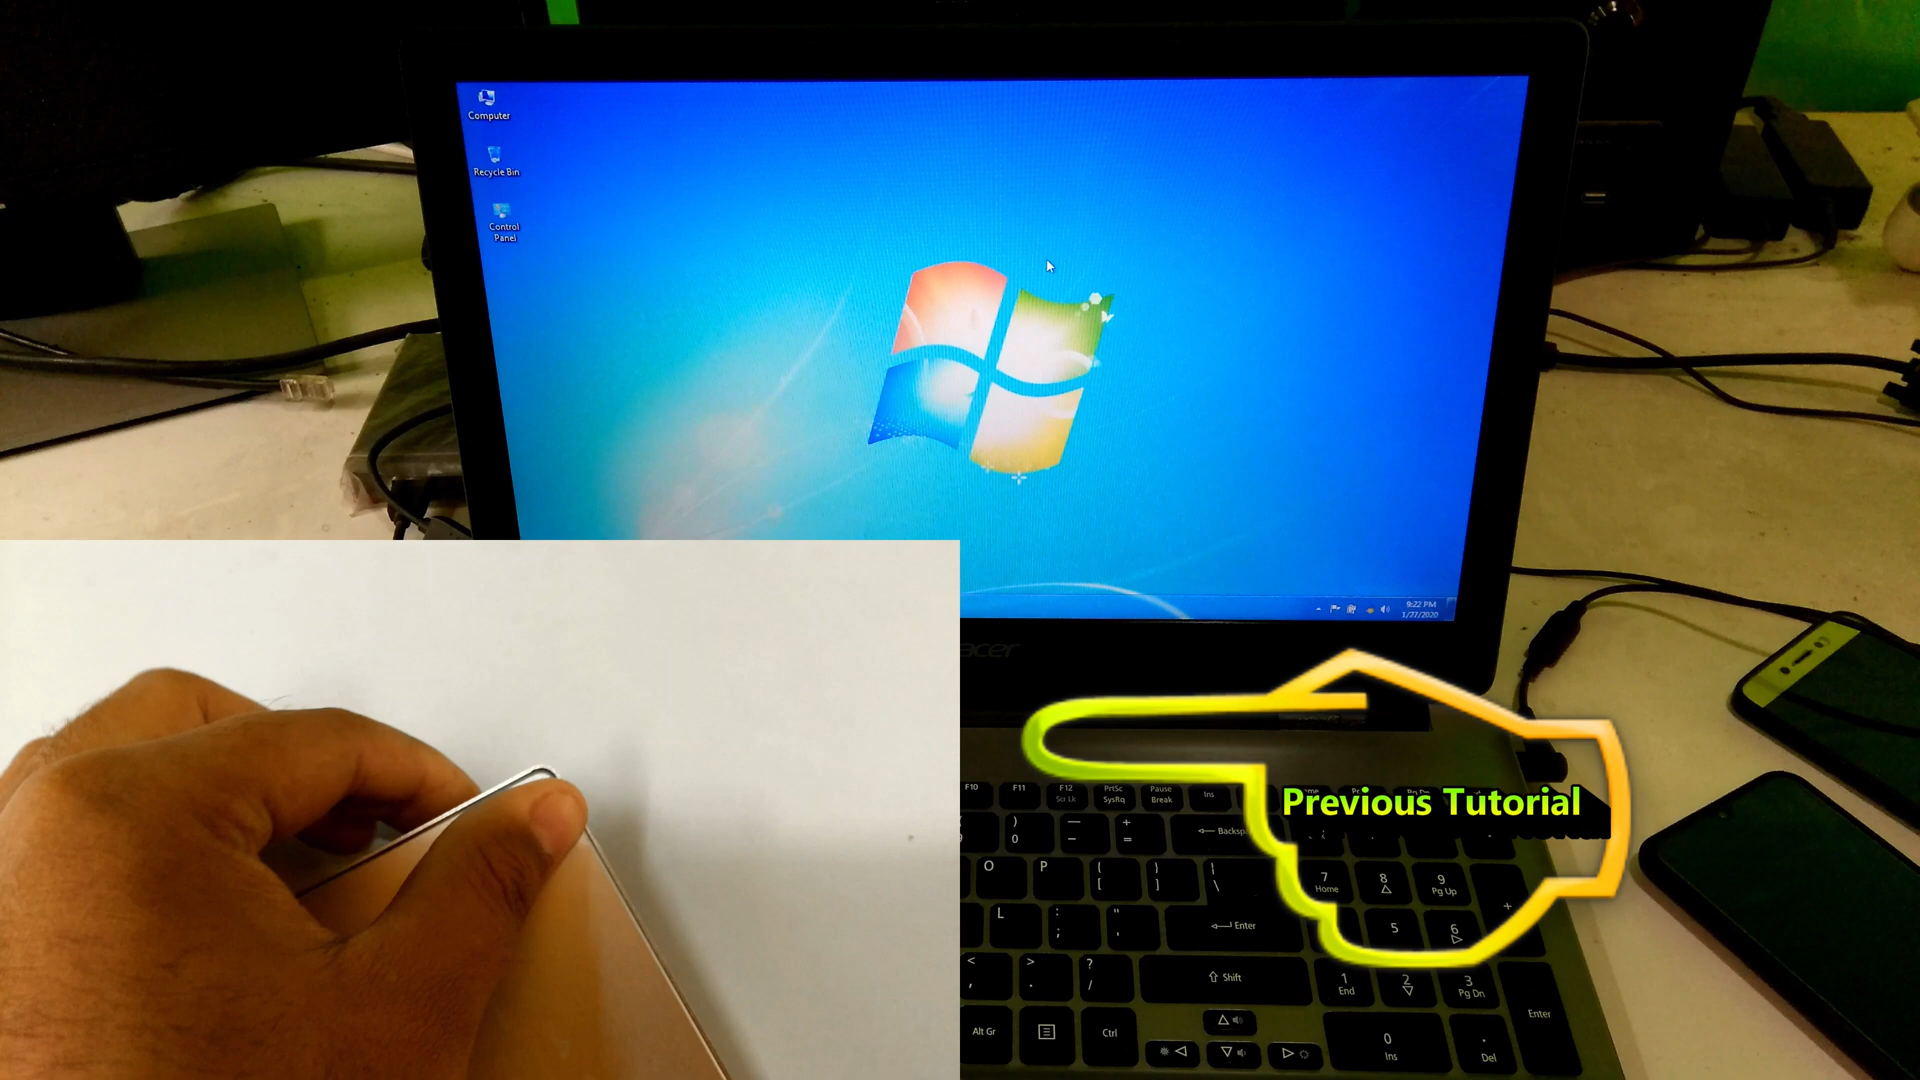 Computer
Recycle Bin
Control
Panel
9:22 PM
1/27/2020
acer
Previous Tutorial
F10
F11
F12
Scr Lk
PrtSc
SysRq
Pause
Break
Ins
)
0
—
-
+
=
O
P
{
[
}
]
|
\
7
Home
8
9
Pg Up
+
L
:
;
"
'
Enter
5
6
<
,
>
.
?
/
Shift
1
End
2
3
Pg Dn
Enter
Alt Gr
Ctrl
0
Ins
.
Del